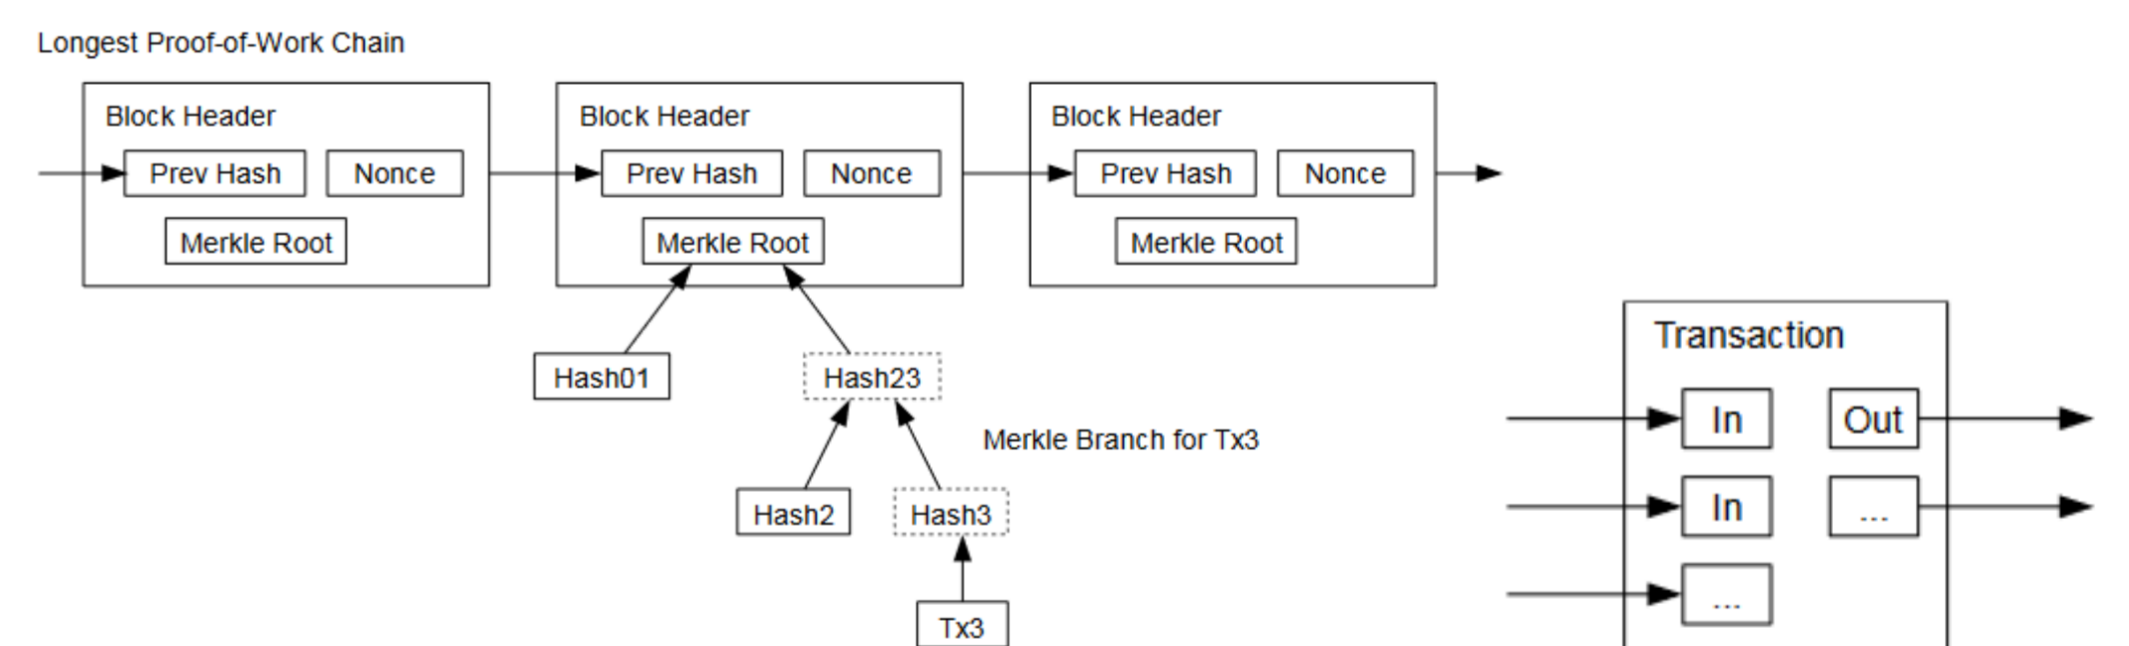 Longest Proof-of-Work Chain
Block Header
Prev Hash
Nonce
Merkle Root
Block Header
Prev Hash
Nonce
Merkle Root
Block Header
Prev Hash
Nonce
Merkle Root
Hash01
Hash23
Merkle Branch for Tx3
Hash2
Hash3
Tx3
Transaction
In
Out
In
...
...